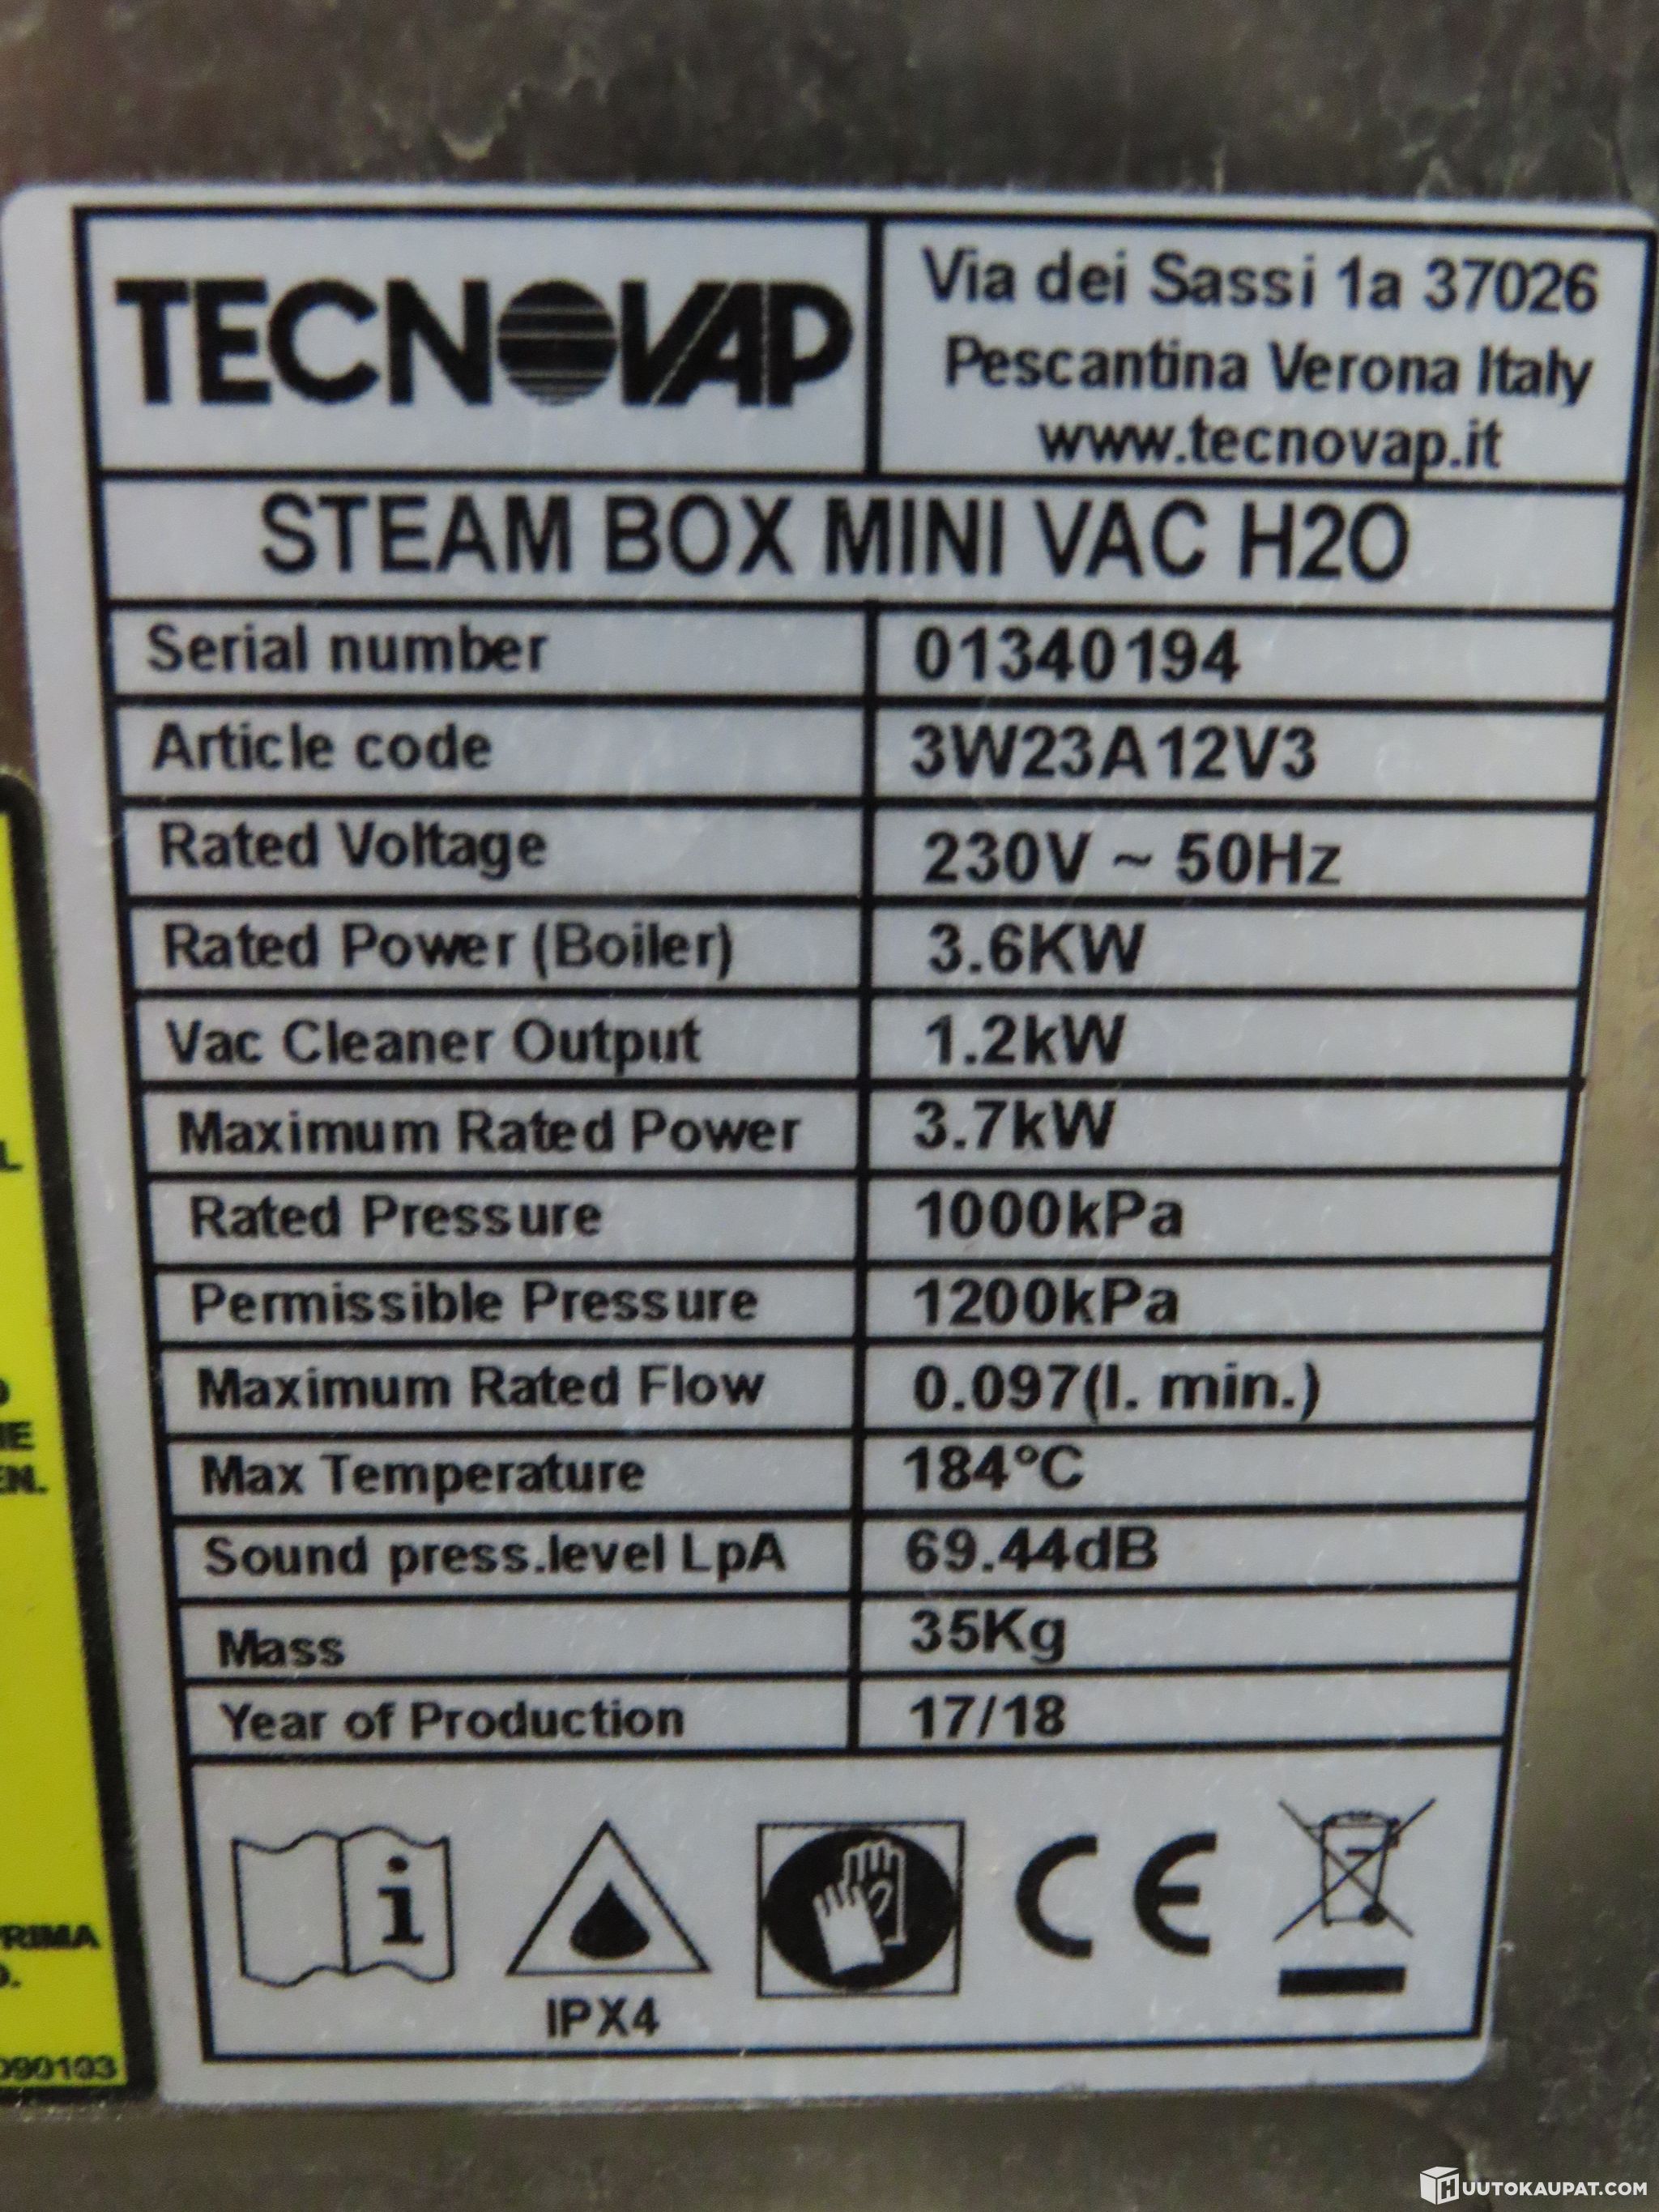 TECNOVAP
Via dei Sassi 1a 37026
Pescantina Verona Italy
www.tecnovap.it
STEAM BOX MINI VAC H2O
Serial number 01340194
Article code 3W23A12V3
Rated Voltage 230V ~ 50Hz
Rated Power (Boiler) 3.6KW
Vac Cleaner Output 1.2kW
Maximum Rated Power 3.7kW
Rated Pressure 1000kPa
Permissible Pressure 1200kPa
Maximum Rated Flow 0.097(l. min.)
Max Temperature 184°C
Sound press.level LpA 69.44dB
Mass 35Kg
Year of Production 17/18
i
IPX4
CE
HUUTOKAUPAT.COM